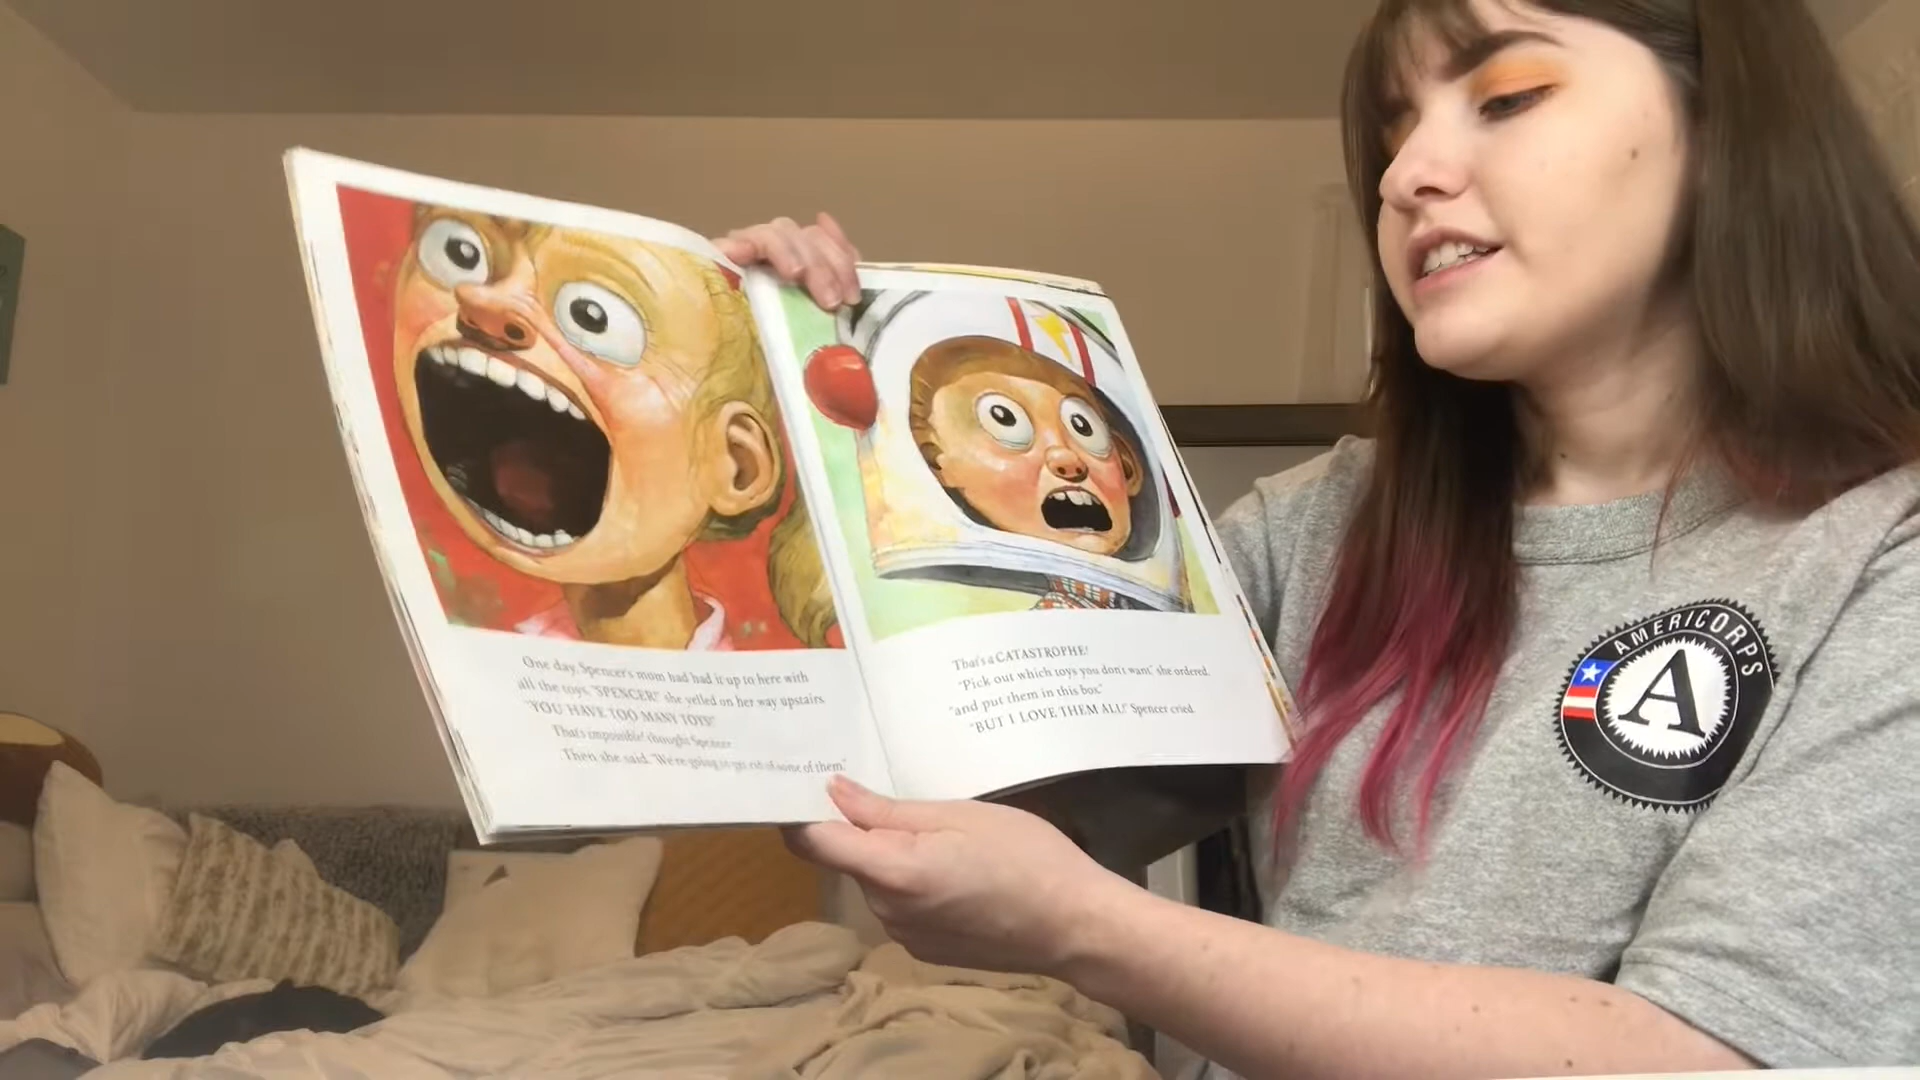 One day, Spencer's mom had had it up to here with
all the toys. "SPENCER!" she yelled on her way upstairs.
"YOU HAVE TOO MANY TOYS!"
That's impossible! thought Spencer.
Then she said, "We're going to get rid of some of them."
That's a CATASTROPHE!
"Pick out which toys you don't want," she ordered,
"and put them in this box."
"BUT I LOVE THEM ALL!" Spencer cried.
AMERICORPS
A